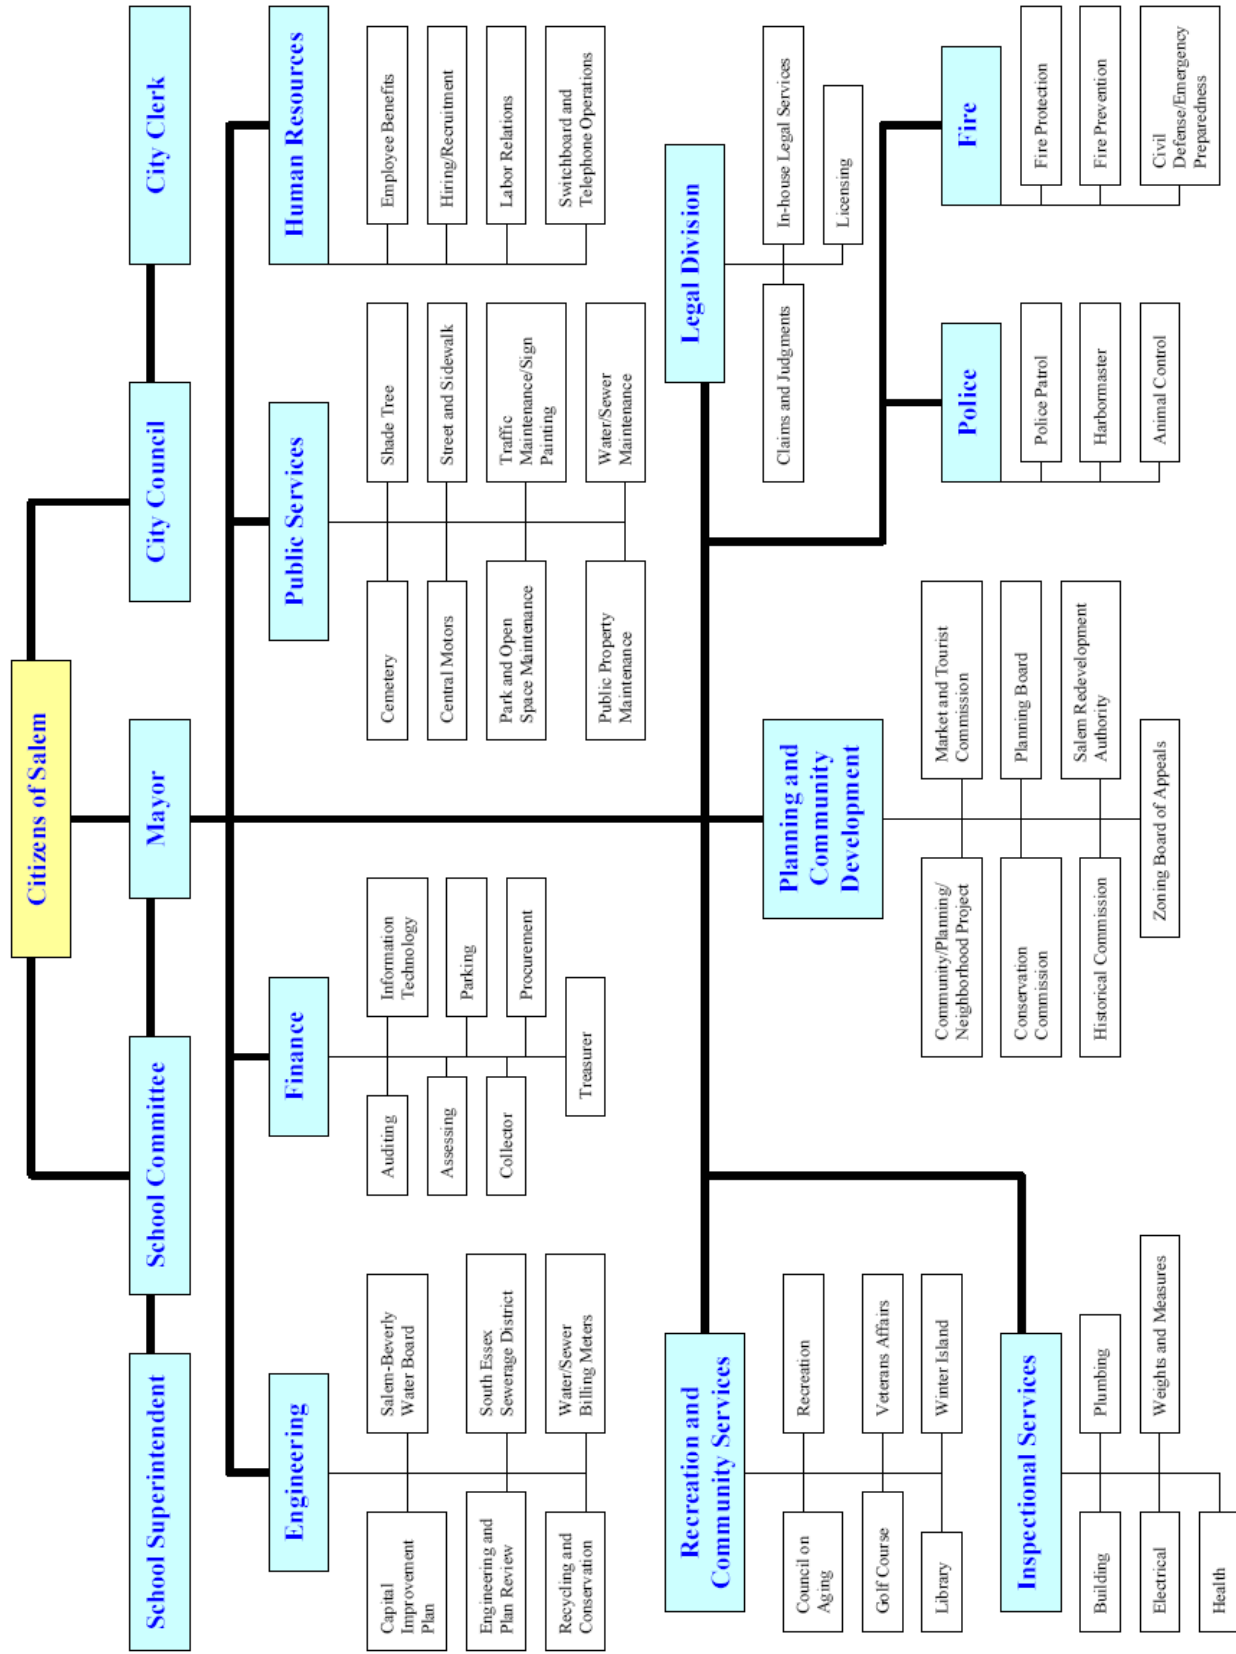 Citizens of Salem
School Superintendent
School Committee
Mayor
City Council
City Clerk
Engineering
Capital
Improvement
Plan
Salem-Beverly
Water Board
Engineering and
Plan Review
South Essex
Sewerage District
Recycling and
Conservation
Water/Sewer
Billing Meters
Finance
Auditing
Information
Technology
Assessing
Parking
Collector
Procurement
Treasurer
Public Services
Cemetery
Shade Tree
Central Motors
Street and Sidewalk
Park and Open
Space Maintenance
Traffic
Maintenance/Sign
Painting
Public Property
Maintenance
Water/Sewer
Maintenance
Human Resources
Employee Benefits
Hiring/Recruitment
Labor Relations
Switchboard and
Telephone Operations
Recreation and
Community Services
Council on
Aging
Recreation
Golf Course
Veterans Affairs
Library
Winter Island
Inspectional Services
Building
Plumbing
Electrical
Weights and Measures
Health
Planning and
Community
Development
Community/Planning/
Neighborhood Project
Market and Tourist
Commission
Conservation
Commission
Planning Board
Historical Commission
Salem Redevelopment
Authority
Zoning Board of Appeals
Legal Division
Claims and Judgments
In-house Legal Services
Licensing
Police
Police Patrol
Harbormaster
Animal Control
Fire
Fire Protection
Fire Prevention
Civil
Defense/Emergency
Preparedness